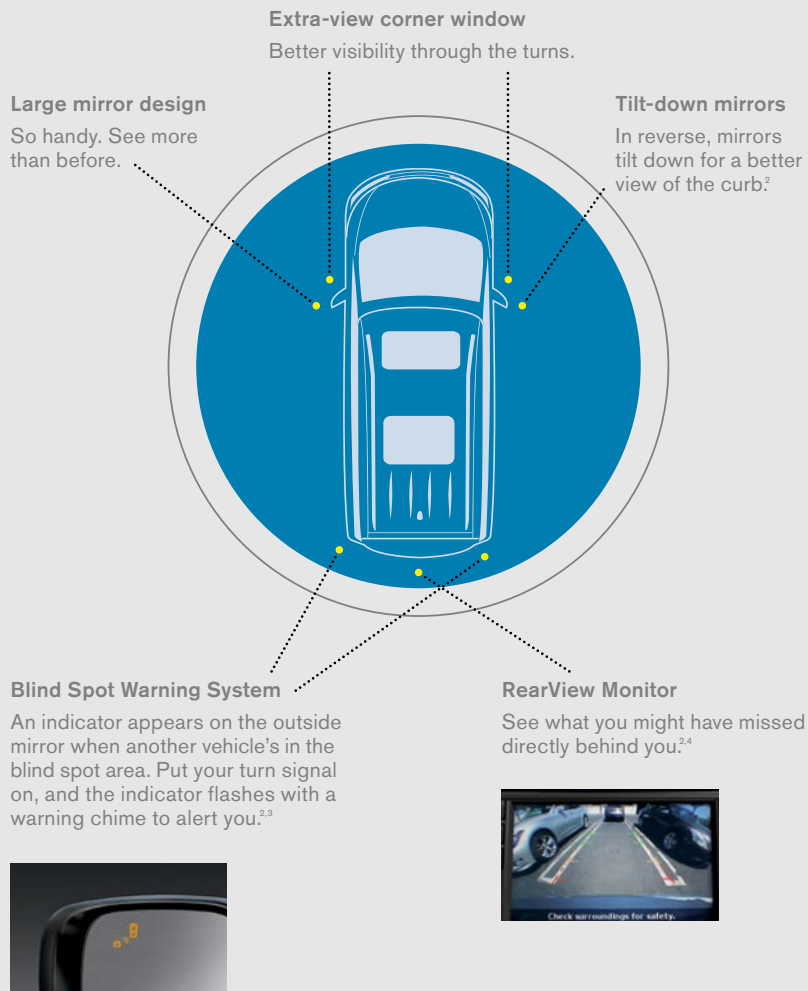 Extra-view corner window
Better visibility through the turns.
Large mirror design
So handy. See more
than before.
Tilt-down mirrors
In reverse, mirrors
tilt down for a better
view of the curb.²
Blind Spot Warning System
An indicator appears on the outside
mirror when another vehicle's in the
blind spot area. Put your turn signal
on, and the indicator flashes with a
warning chime to alert you.²,³
RearView Monitor
See what you might have missed
directly behind you.²,⁴
Check surroundings for safety.